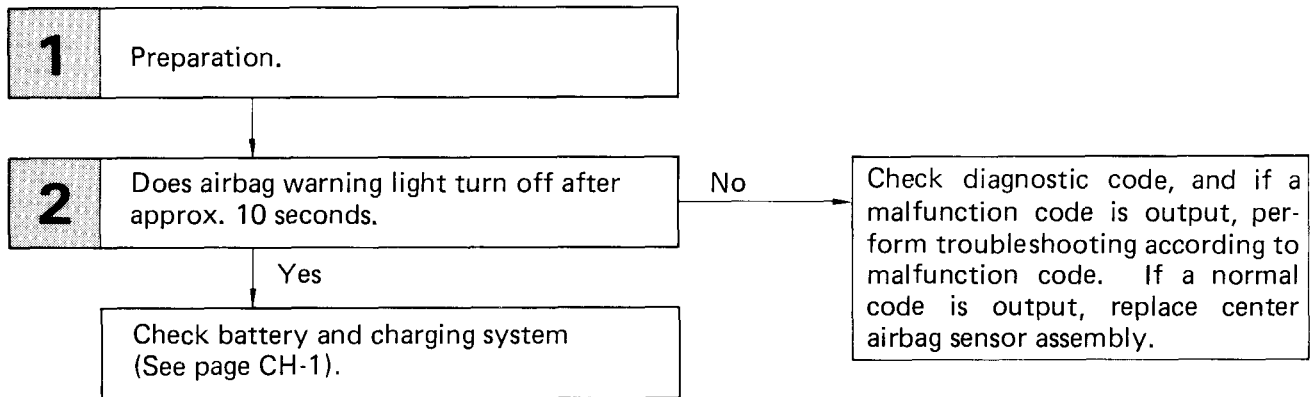 1
Preparation.
2
Does airbag warning light turn off after
approx. 10 seconds.
No
Check diagnostic code, and if a
malfunction code is output, per-
form troubleshooting according to
malfunction code. If a normal
code is output, replace center
airbag sensor assembly.
Yes
Check battery and charging system
(See page CH-1).